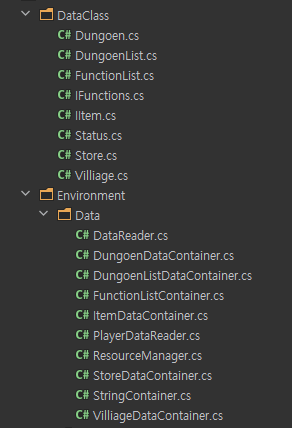 DataClass
C# Dungoen.cs
C# DungoenList.cs
C# FunctionList.cs
C# IFunctions.cs
C# IItem.cs
C# Status.cs
C# Store.cs
C# Villiage.cs
Environment
Data
C# DataReader.cs
C# DungoenDataContainer.cs
C# DungoenListDataContainer.cs
C# FunctionListContainer.cs
C# ItemDataContainer.cs
C# PlayerDataReader.cs
C# ResourceManager.cs
C# StoreDataContainer.cs
C# StringContainer.cs
C# VilliageDataContainer.cs